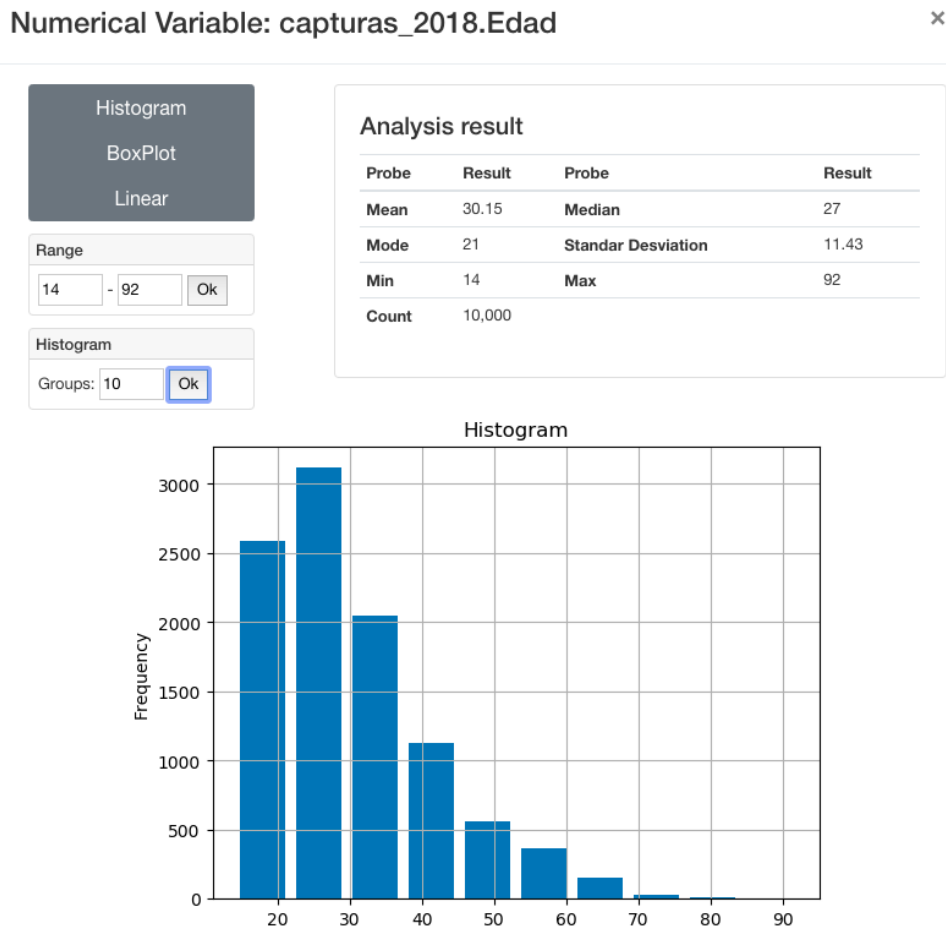 Numerical Variable: capturas_2018.Edad ×
Histogram
BoxPlot
Linear
Range
14 - 92 Ok
Histogram
Groups: 10 Ok
Analysis result
Probe Result Probe Result
Mean 30.15 Median 27
Mode 21 Standar Desviation 11.43
Min 14 Max 92
Count 10,000
Histogram
3000
2500
2000
1500
1000
500
0
Frequency
20 30 40 50 60 70 80 90